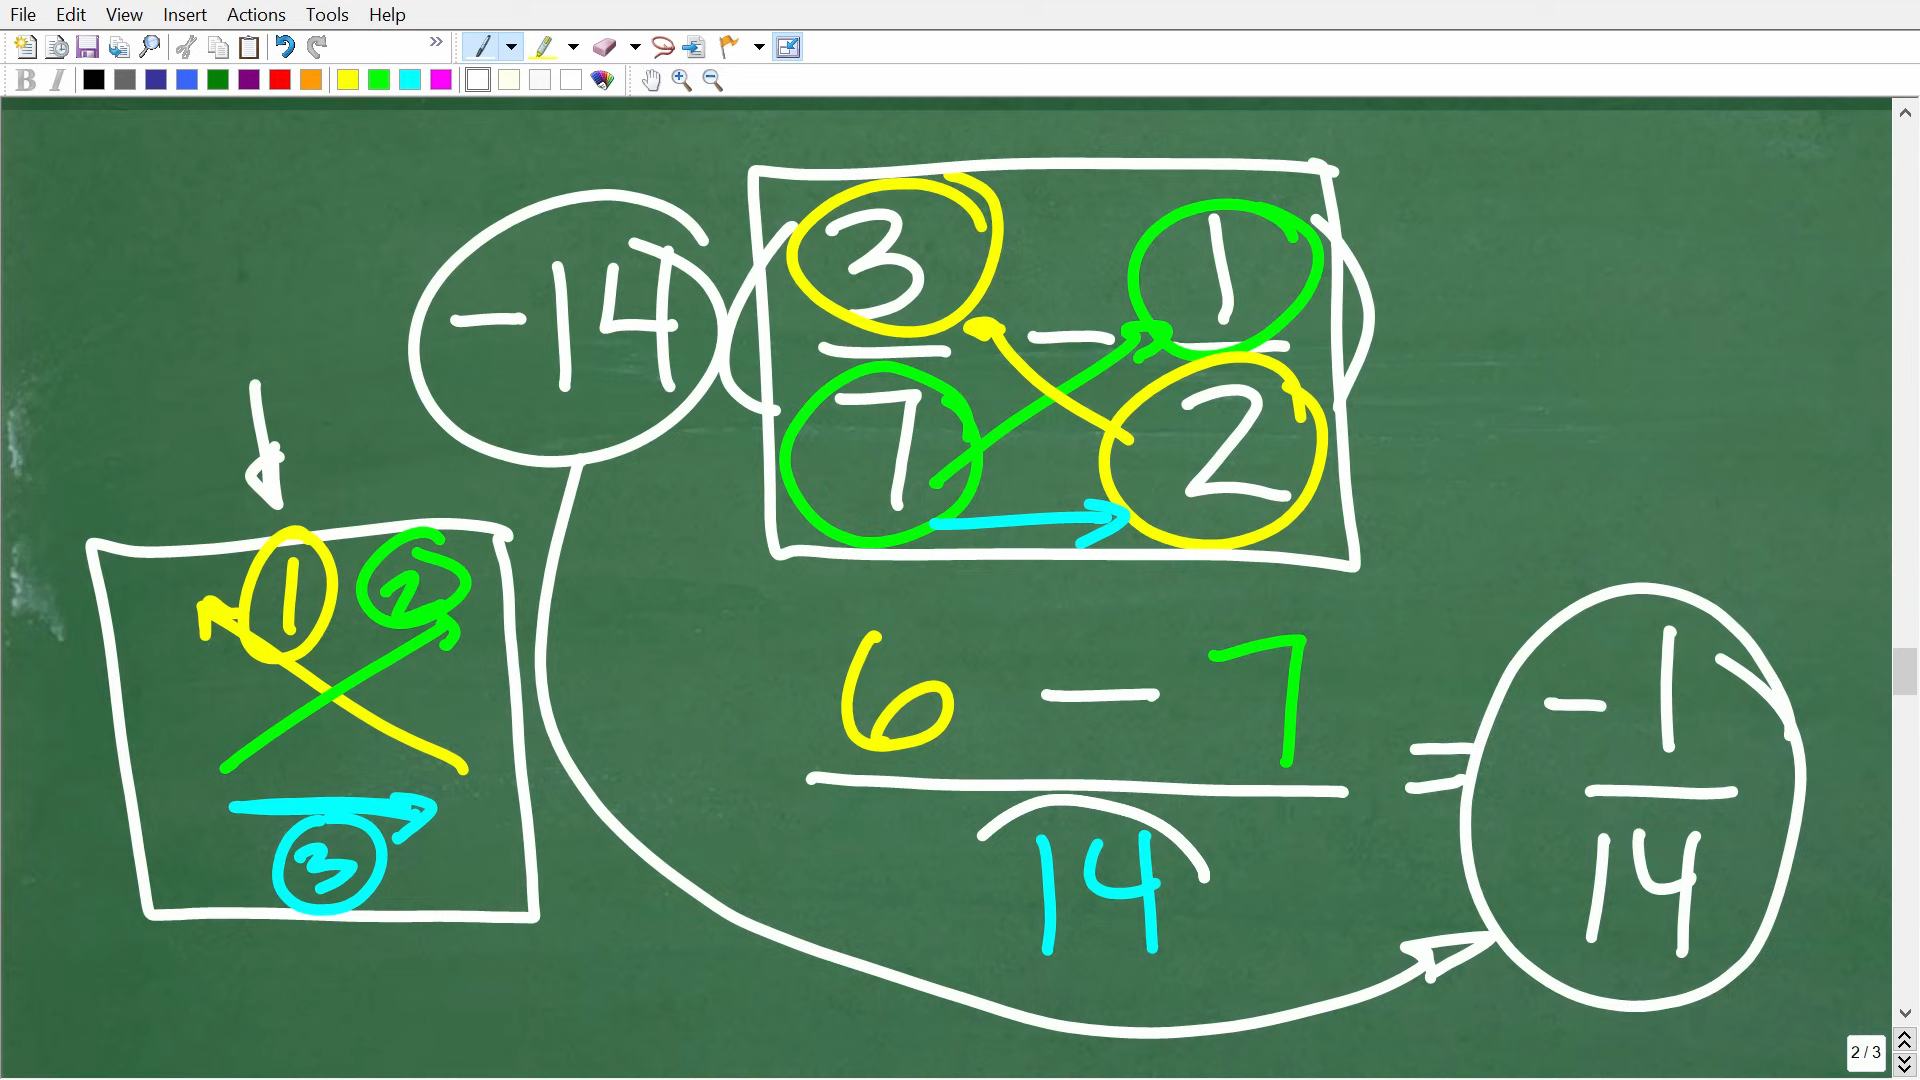 File Edit View Insert Actions Tools Help
B I
-14 ( 3/7 - 1/2 )
1 2
3
6 - 7
14
= -1/14
2 / 3